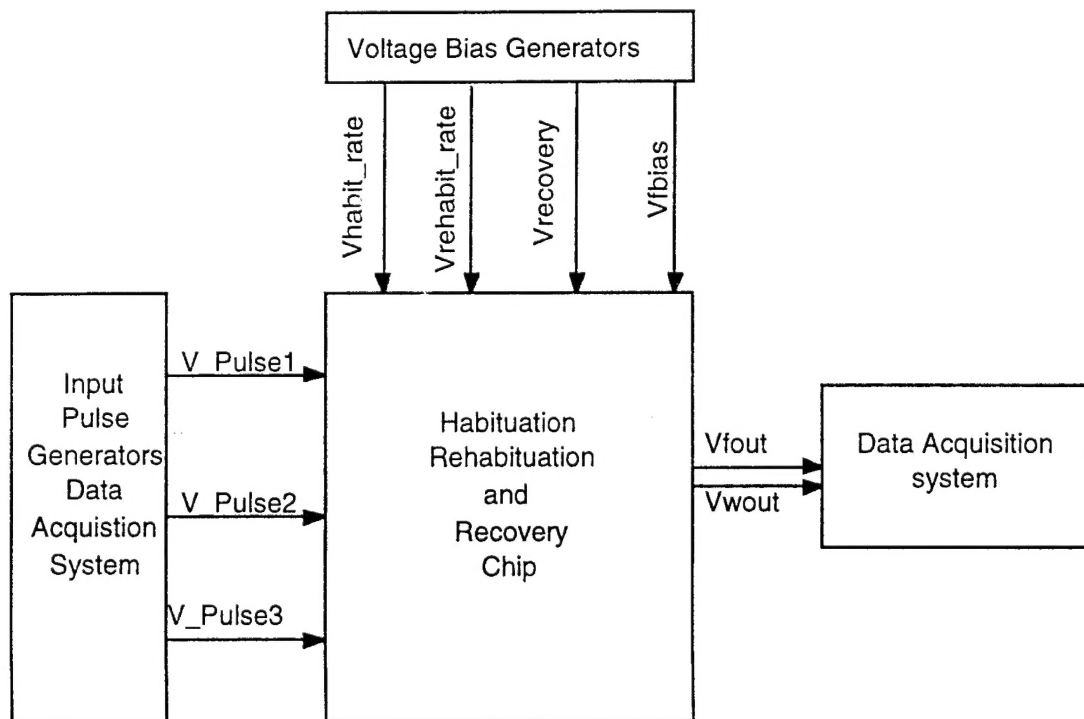 Voltage Bias Generators
Vhabit_rate
Vrehabit_rate
Vrecovery
Vfbias
Input
Pulse
Generators
Data
Acquistion
System
V_Pulse1
V_Pulse2
V_Pulse3
Habituation
Rehabituation
and
Recovery
Chip
Vfout
Vwout
Data Acquisition
system